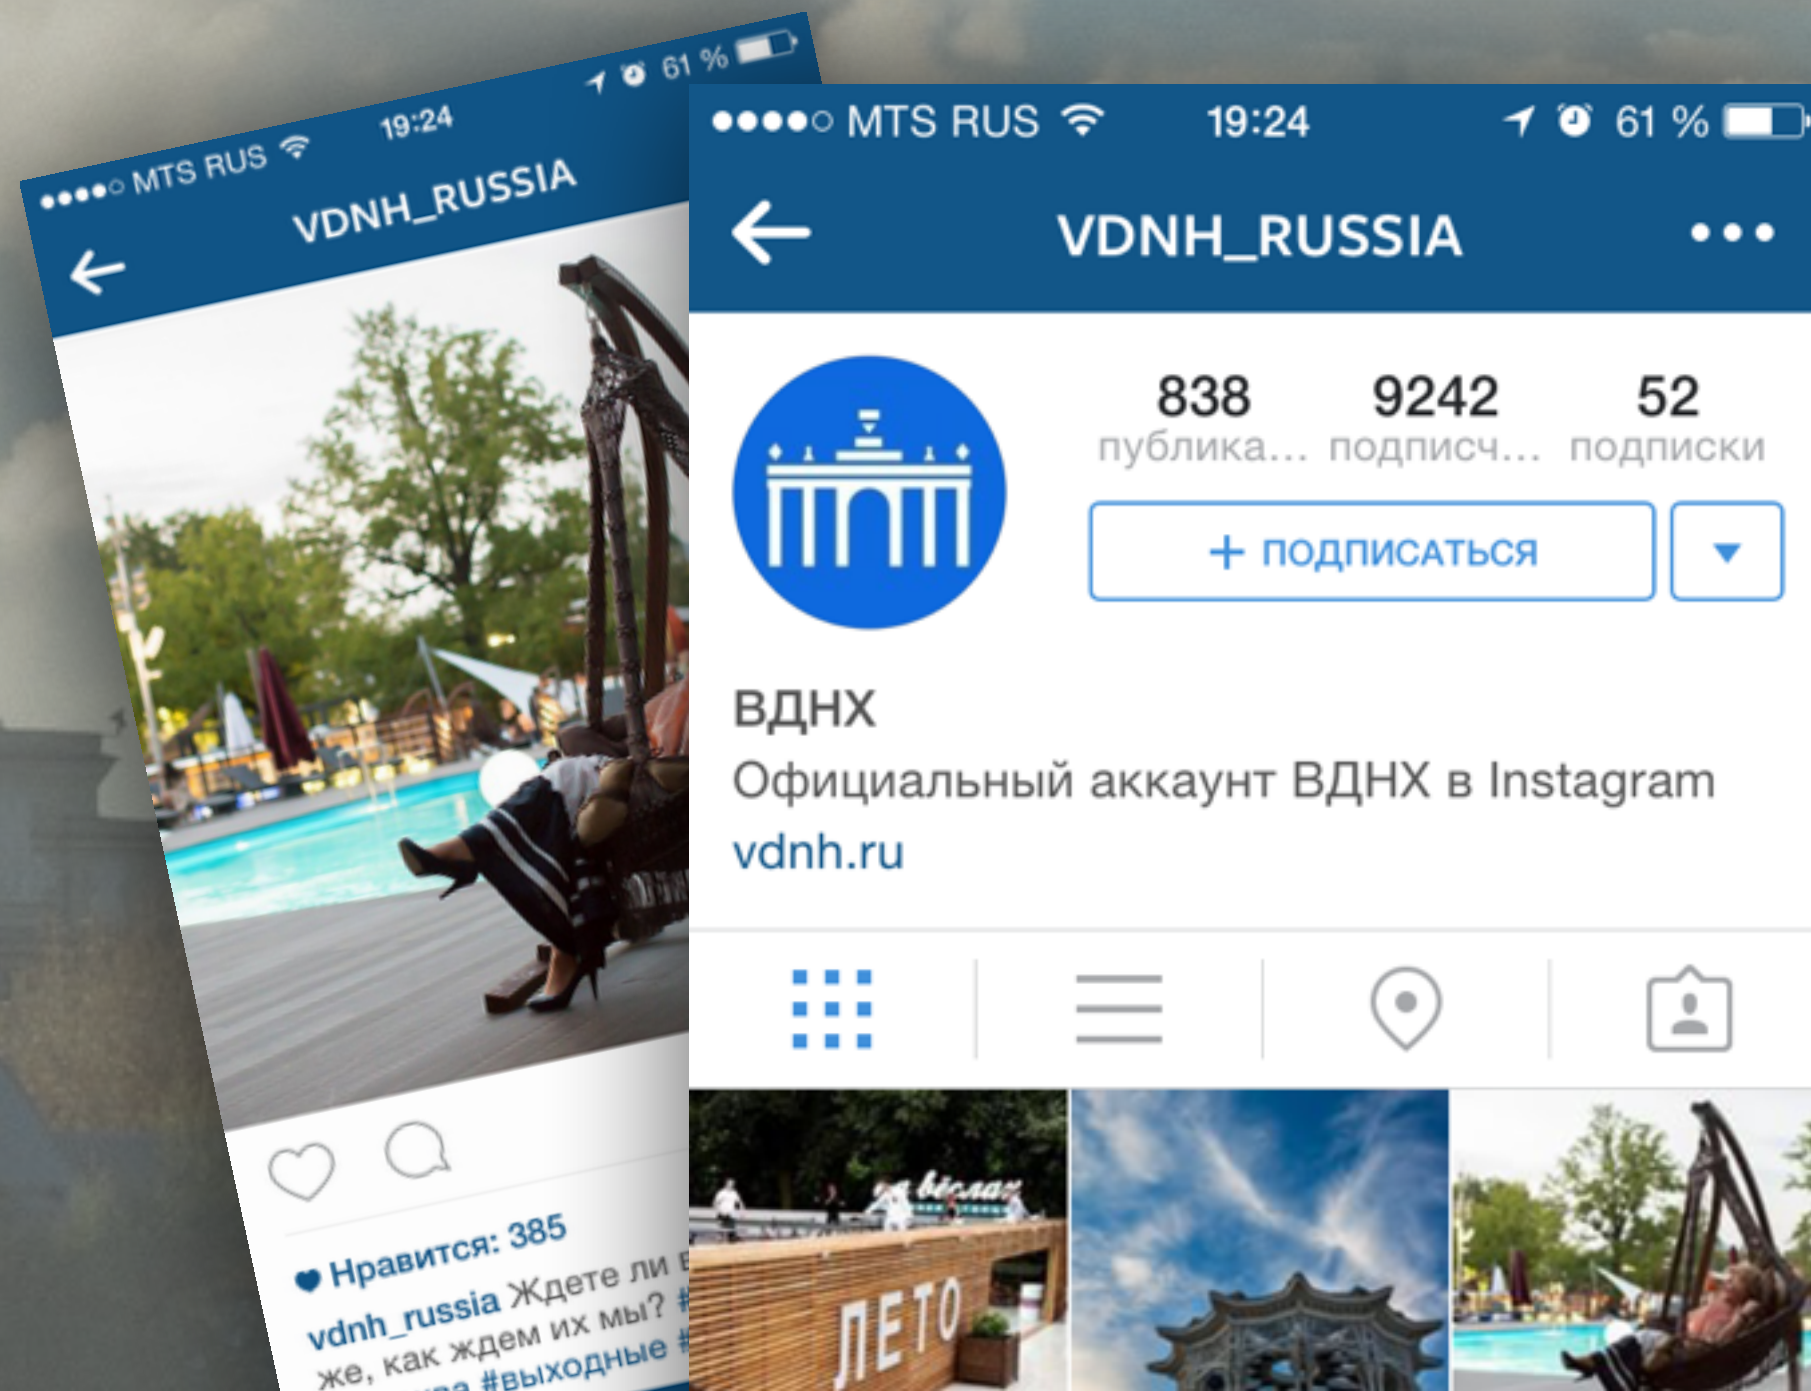 MTS RUS 19:24 61 %
VDNH_RUSSIA
Нравится: 385
vdnh_russia Ждете ли
же, как ждем их мы? #
#выходные #
MTS RUS 19:24 61 %
VDNH_RUSSIA
838 9242 52
публика... подписч... подписки
+ ПОДПИСАТЬСЯ
ВДНХ
Официальный аккаунт ВДНХ в Instagram
vdnh.ru
вёслах
ЛЕТО